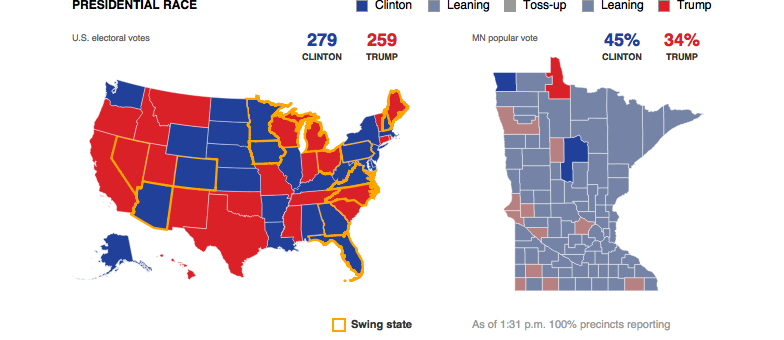 PRESIDENTIAL RACE
Clinton Leaning Toss-up Leaning Trump
U.S. electoral votes
279 259
CLINTON TRUMP
MN popular vote
45% 34%
CLINTON TRUMP
Swing state
As of 1:31 p.m. 100% precincts reporting